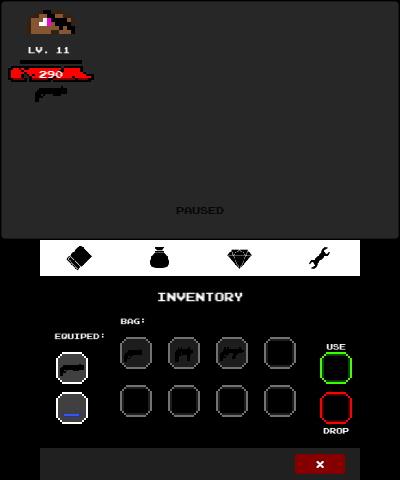 LV. 11
290
PAUSED
INVENTORY
BAG:
EQUIPED:
USE
DROP
X